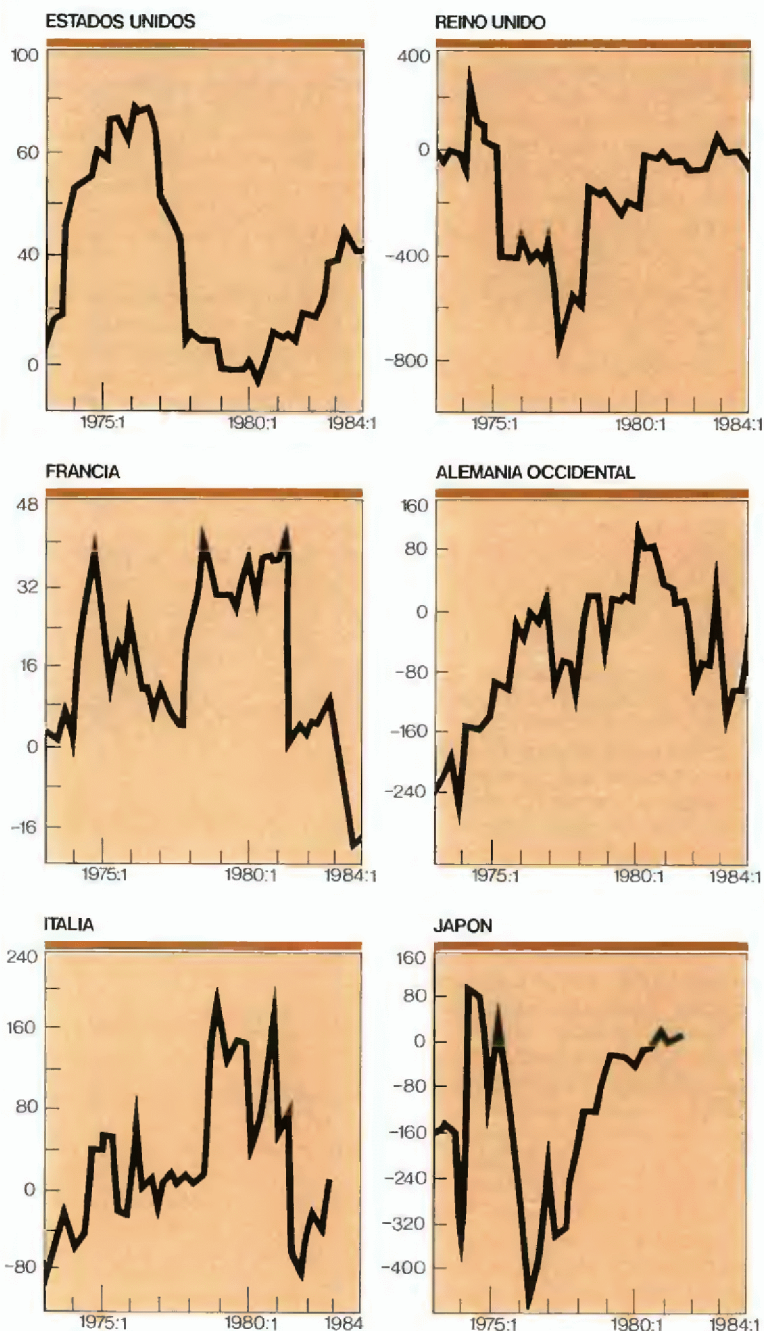 ESTADOS UNIDOS
100
60
40
0
1975:1 1980:1 1984:1
REINO UNIDO
400
0
-400
-800
1975:1 1980:1 1984:1
FRANCIA
48
32
16
0
-16
1975:1 1980:1 1984:1
ALEMANIA OCCIDENTAL
160
80
0
-80
-160
-240
1975:1 1980:1 1984:1
ITALIA
240
160
80
0
-80
1975:1 1980:1 1984
JAPON
160
80
0
-80
-160
-240
-320
-400
1975:1 1980:1 1984:1